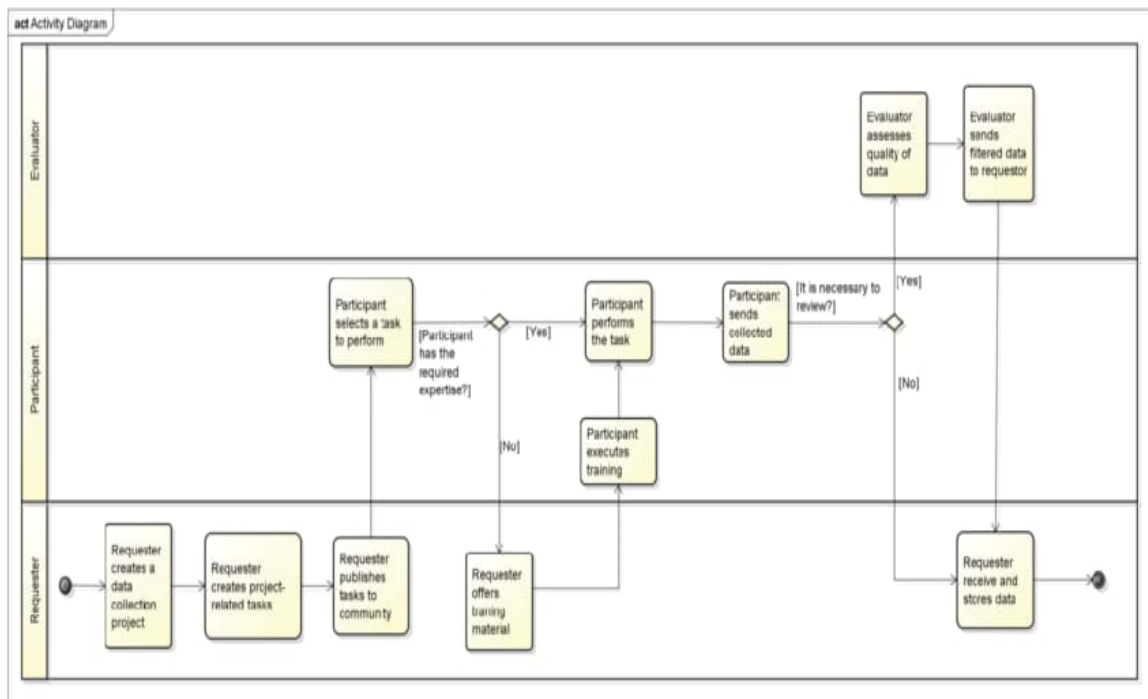 act Activity Diagram
Evaluator
Evaluator
assesses
quality of
data
Evaluator
sends
filtered data
to requestor
Participant
Participant
selects a task
to perform
[Participant
has the
required
expertise?]
[Yes]
[No]
Participant
performs
the task
Participant
sends
collected
data
[It is necessary to
review?]
[Yes]
[No]
Participant
executes
training
Requester
Requester
creates a
data
collection
project
Requester
creates project-
related tasks
Requester
publishes
tasks to
community
Requester
offers
training
material
Requester
receive and
stores data